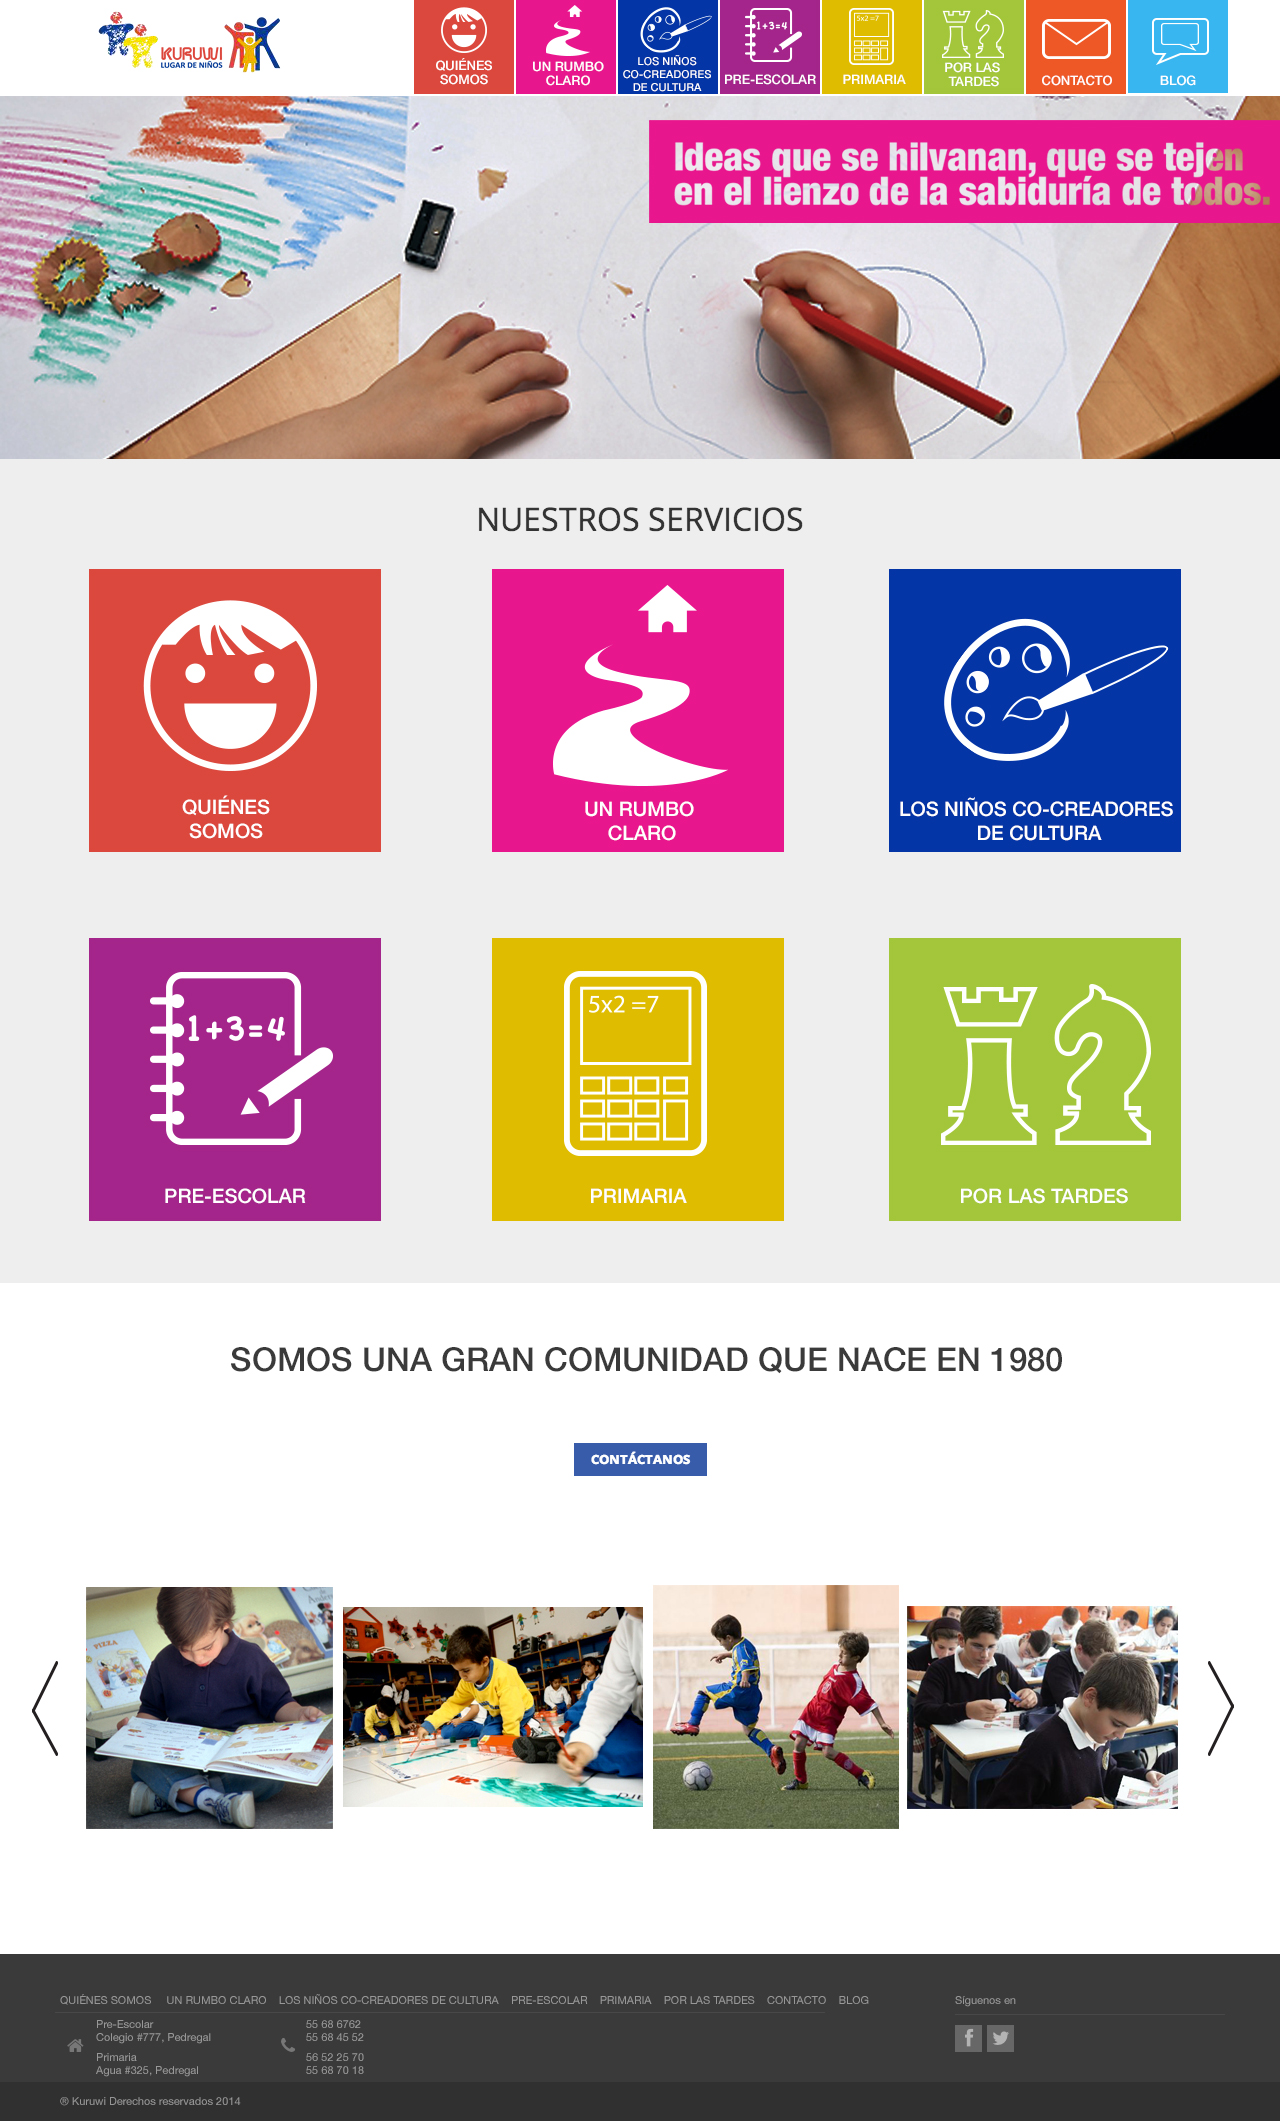 KURUWI
LUGAR DE NIÑOS
QUIÉNES
SOMOS
UN RUMBO
CLARO
LOS NIÑOS
CO-CREADORES
DE CULTURA
1+3=4
PRE-ESCOLAR
5x2 =7
PRIMARIA
POR LAS
TARDES
CONTACTO
BLOG
Ideas que se hilvanan, que se tejen
en el lienzo de la sabiduría de todos.
NUESTROS SERVICIOS
QUIÉNES
SOMOS
UN RUMBO
CLARO
LOS NIÑOS CO-CREADORES
DE CULTURA
1+3=4
PRE-ESCOLAR
5x2 =7
PRIMARIA
POR LAS TARDES
SOMOS UNA GRAN COMUNIDAD QUE NACE EN 1980
CONTÁCTANOS
PIZZA
QUIÉNES SOMOS UN RUMBO CLARO LOS NIÑOS CO-CREADORES DE CULTURA PRE-ESCOLAR PRIMARIA POR LAS TARDES CONTACTO BLOG
Síguenos en
Pre-Escolar
Colegio #777, Pedregal
55 68 6762
55 68 45 52
Primaria
Agua #325, Pedregal
56 52 25 70
55 68 70 18
® Kuruwi Derechos reservados 2014